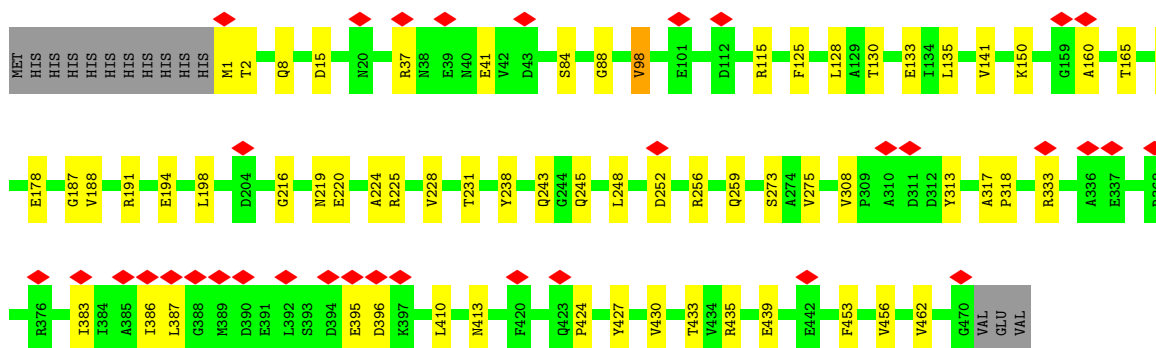 MET HIS HIS HIS HIS HIS HIS HIS HIS HIS HIS M1 T2 Q8 D15 N20 R37 N38 E39 N40 E41 V42 D43 S84 G88 V98 E101 D112 R115 F125 L128 A129 T130 E133 I134 L135 V141 K150 G159 A160 T165
E178 G187 V188 R191 E194 L198 D204 G216 N219 E220 A224 R225 V228 T231 Y238 Q243 G244 Q245 L248 D252 R256 Q259 S273 A274 V275 V308 P309 A310 D311 D312 Y313 A317 P318 R333 A336 E337
R376 I383 I384 A385 I386 L387 G388 M389 D390 E391 L392 S393 D394 E395 D396 K397 L410 N413 F420 Q423 P424 Y427 V430 T433 V434 R435 E439 E442 F453 V456 V462 G470 VAL GLU VAL